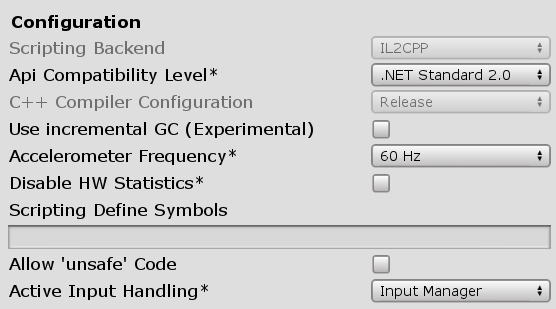 Configuration
Scripting Backend IL2CPP
Api Compatibility Level* .NET Standard 2.0
C++ Compiler Configuration Release
Use incremental GC (Experimental)
Accelerometer Frequency* 60 Hz
Disable HW Statistics*
Scripting Define Symbols
Allow 'unsafe' Code
Active Input Handling* Input Manager